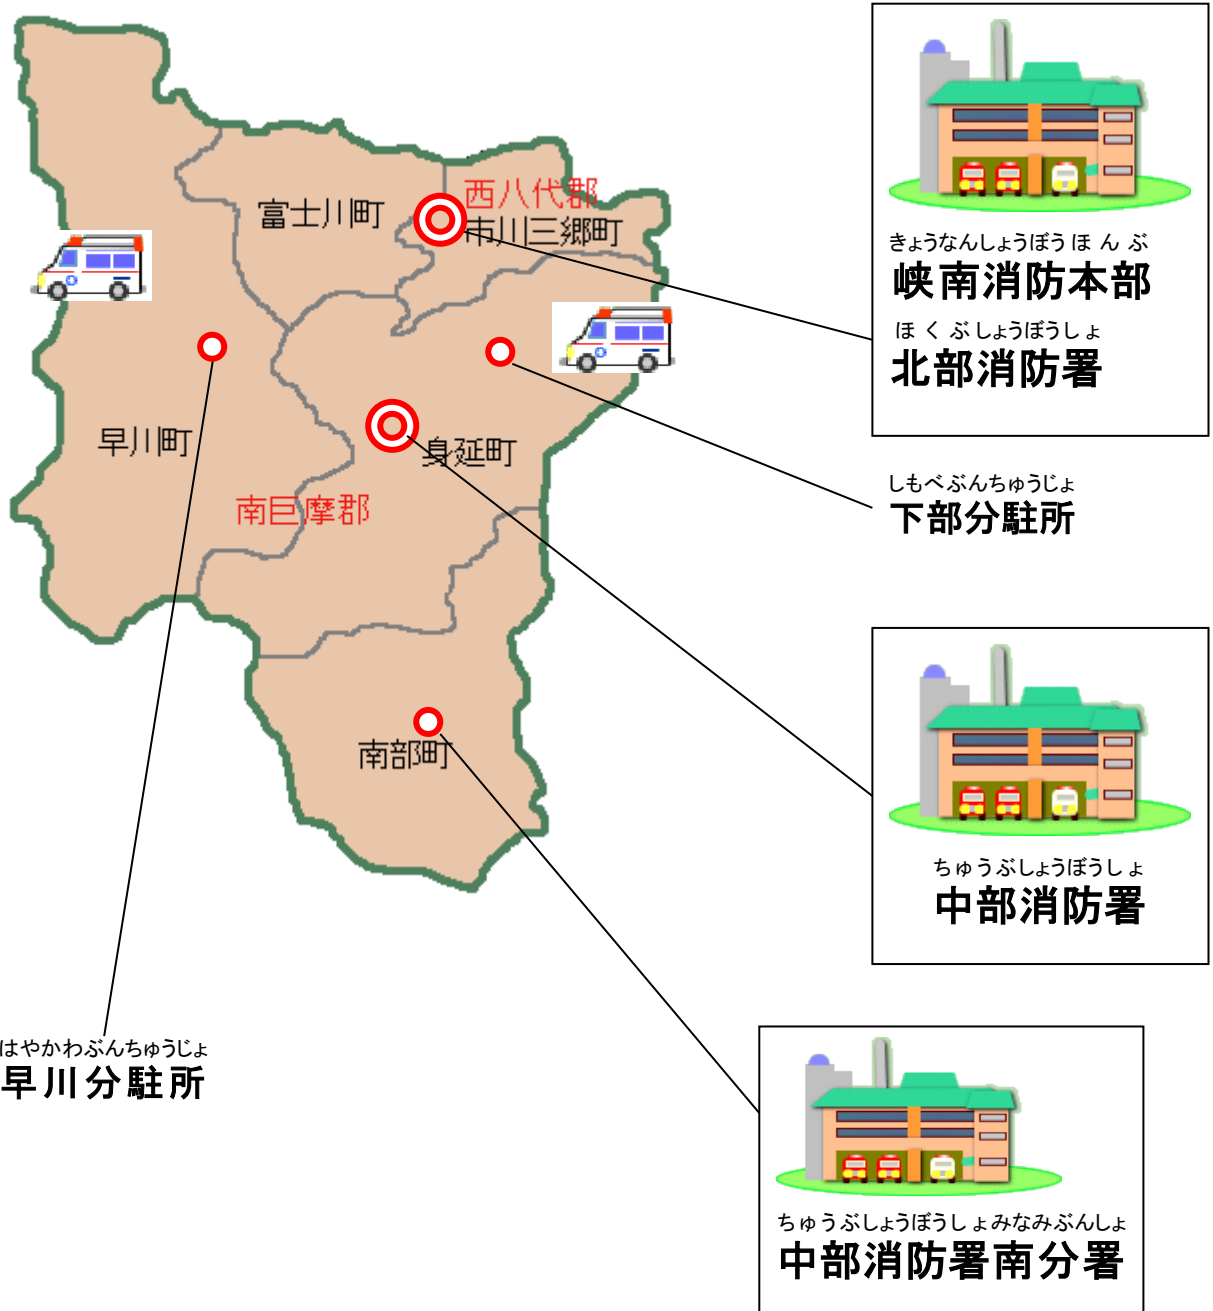 西八代郡
富士川町
市川三郷町
早川町
身延町
南巨摩郡
南部町
きょうなんしょうぼうほんぶ
峡南消防本部
ほくぶしょうぼうしょ
北部消防署
しもべぶんちゅうじょ
下部分駐所
ちゅうぶしょうぼうしょ
中部消防署
はやかわぶんちゅうじょ
早川分駐所
ちゅうぶしょうぼうしょみなみぶんしょ
中部消防署南分署